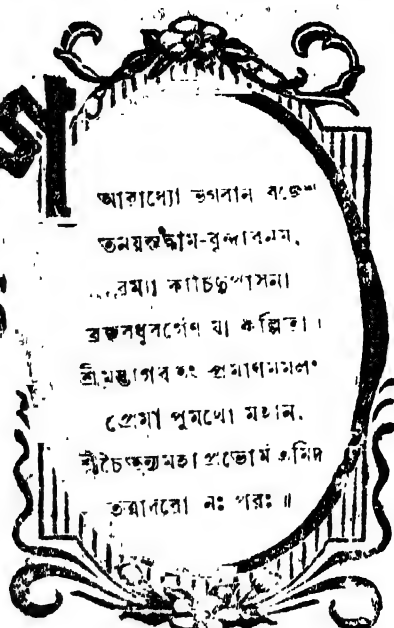 আরাধ্যো ভগবান ব্রজেশ
তনয়স্তদ্ধাম-বৃন্দাবনম্,
রম্যা কাচিদুপাসনা
ব্রজবধূবর্গেণ যা কল্পিতা।
শ্রীমদ্ভাগবতং প্রমাণমমলং
প্রেমা পুমর্থো মহান্,
শ্রীচৈতন্যমহাপ্রভোর্মতমিদং
তত্রাদরো নঃ পরঃ॥